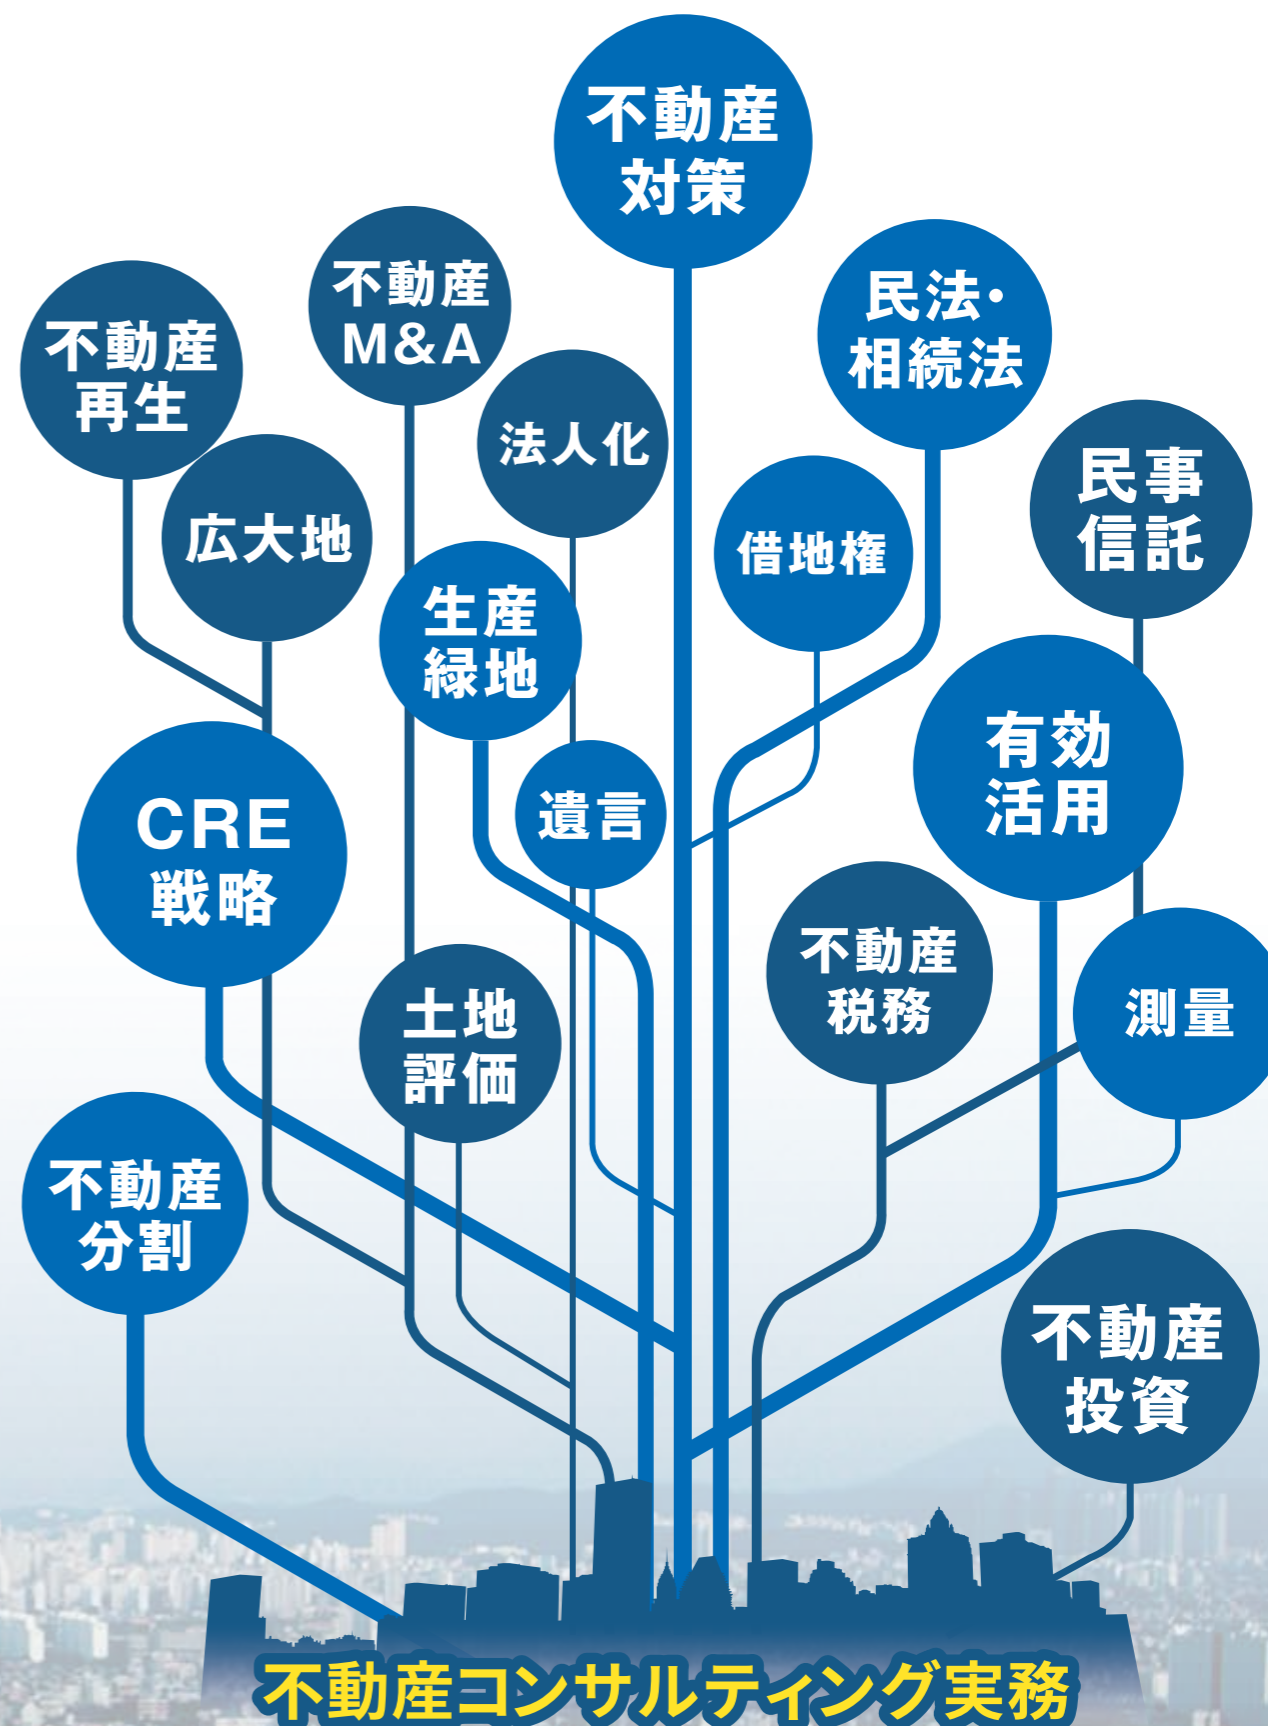 不動産
対策
不動産
M&A
民法・
相続法
不動産
再生
法人化
民事
信託
広大地
借地権
生産
緑地
有効
活用
CRE
戦略
遺言
不動産
税務
測量
土地
評価
不動産
分割
不動産
投資
不動産コンサルティング実務